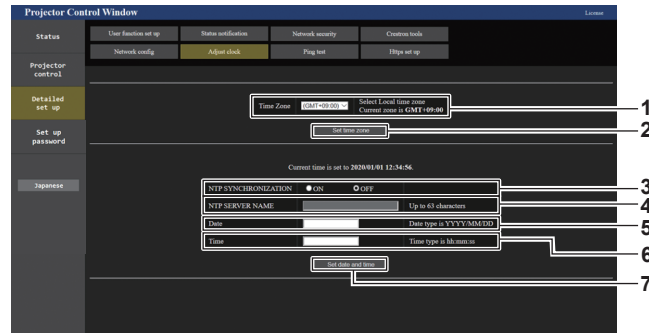 Projector Control Window License
Status User function set up Status notification Network security Crestron tools
Network config Adjust clock Ping test Https set up
Projector
control
Detailed
set up
Time Zone (GMT+09:00) Select Local time zone
Current zone is GMT+09:00 1
Set time zone 2
Set up
password
Current time is set to 2020/01/01 12:34:56.
Japanese
NTP SYNCHRONIZATION ON OFF 3
NTP SERVER NAME Up to 63 characters 4
Date Date type is YYYY/MM/DD 5
Time Time type is hh:mm:ss 6
Set date and time 7